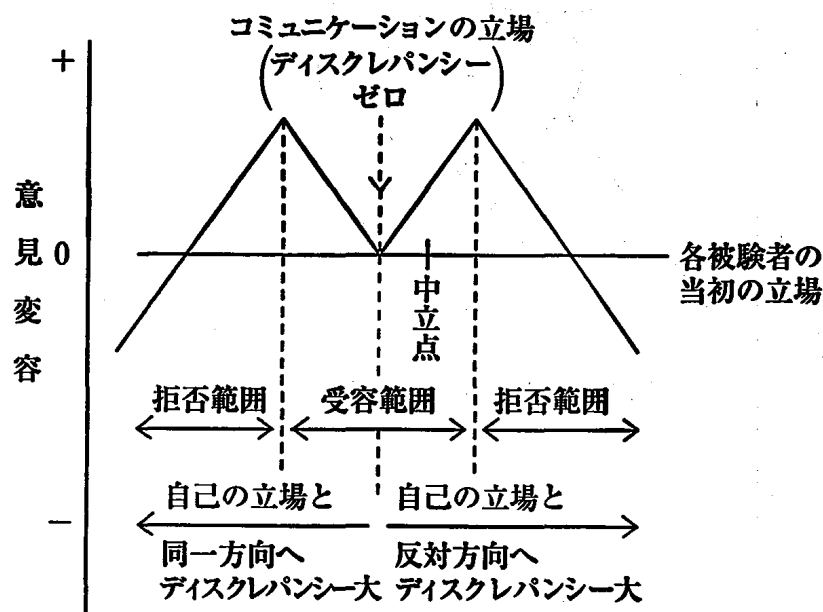 コミュニケーションの立場
(ディスクレパンシー)
ゼロ
+
意見変容
0
−
中立点
各被験者の
当初の立場
拒否範囲
受容範囲
拒否範囲
自己の立場と
同一方向へ
ディスクレパンシー大
自己の立場と
反対方向へ
ディスクレパンシー大